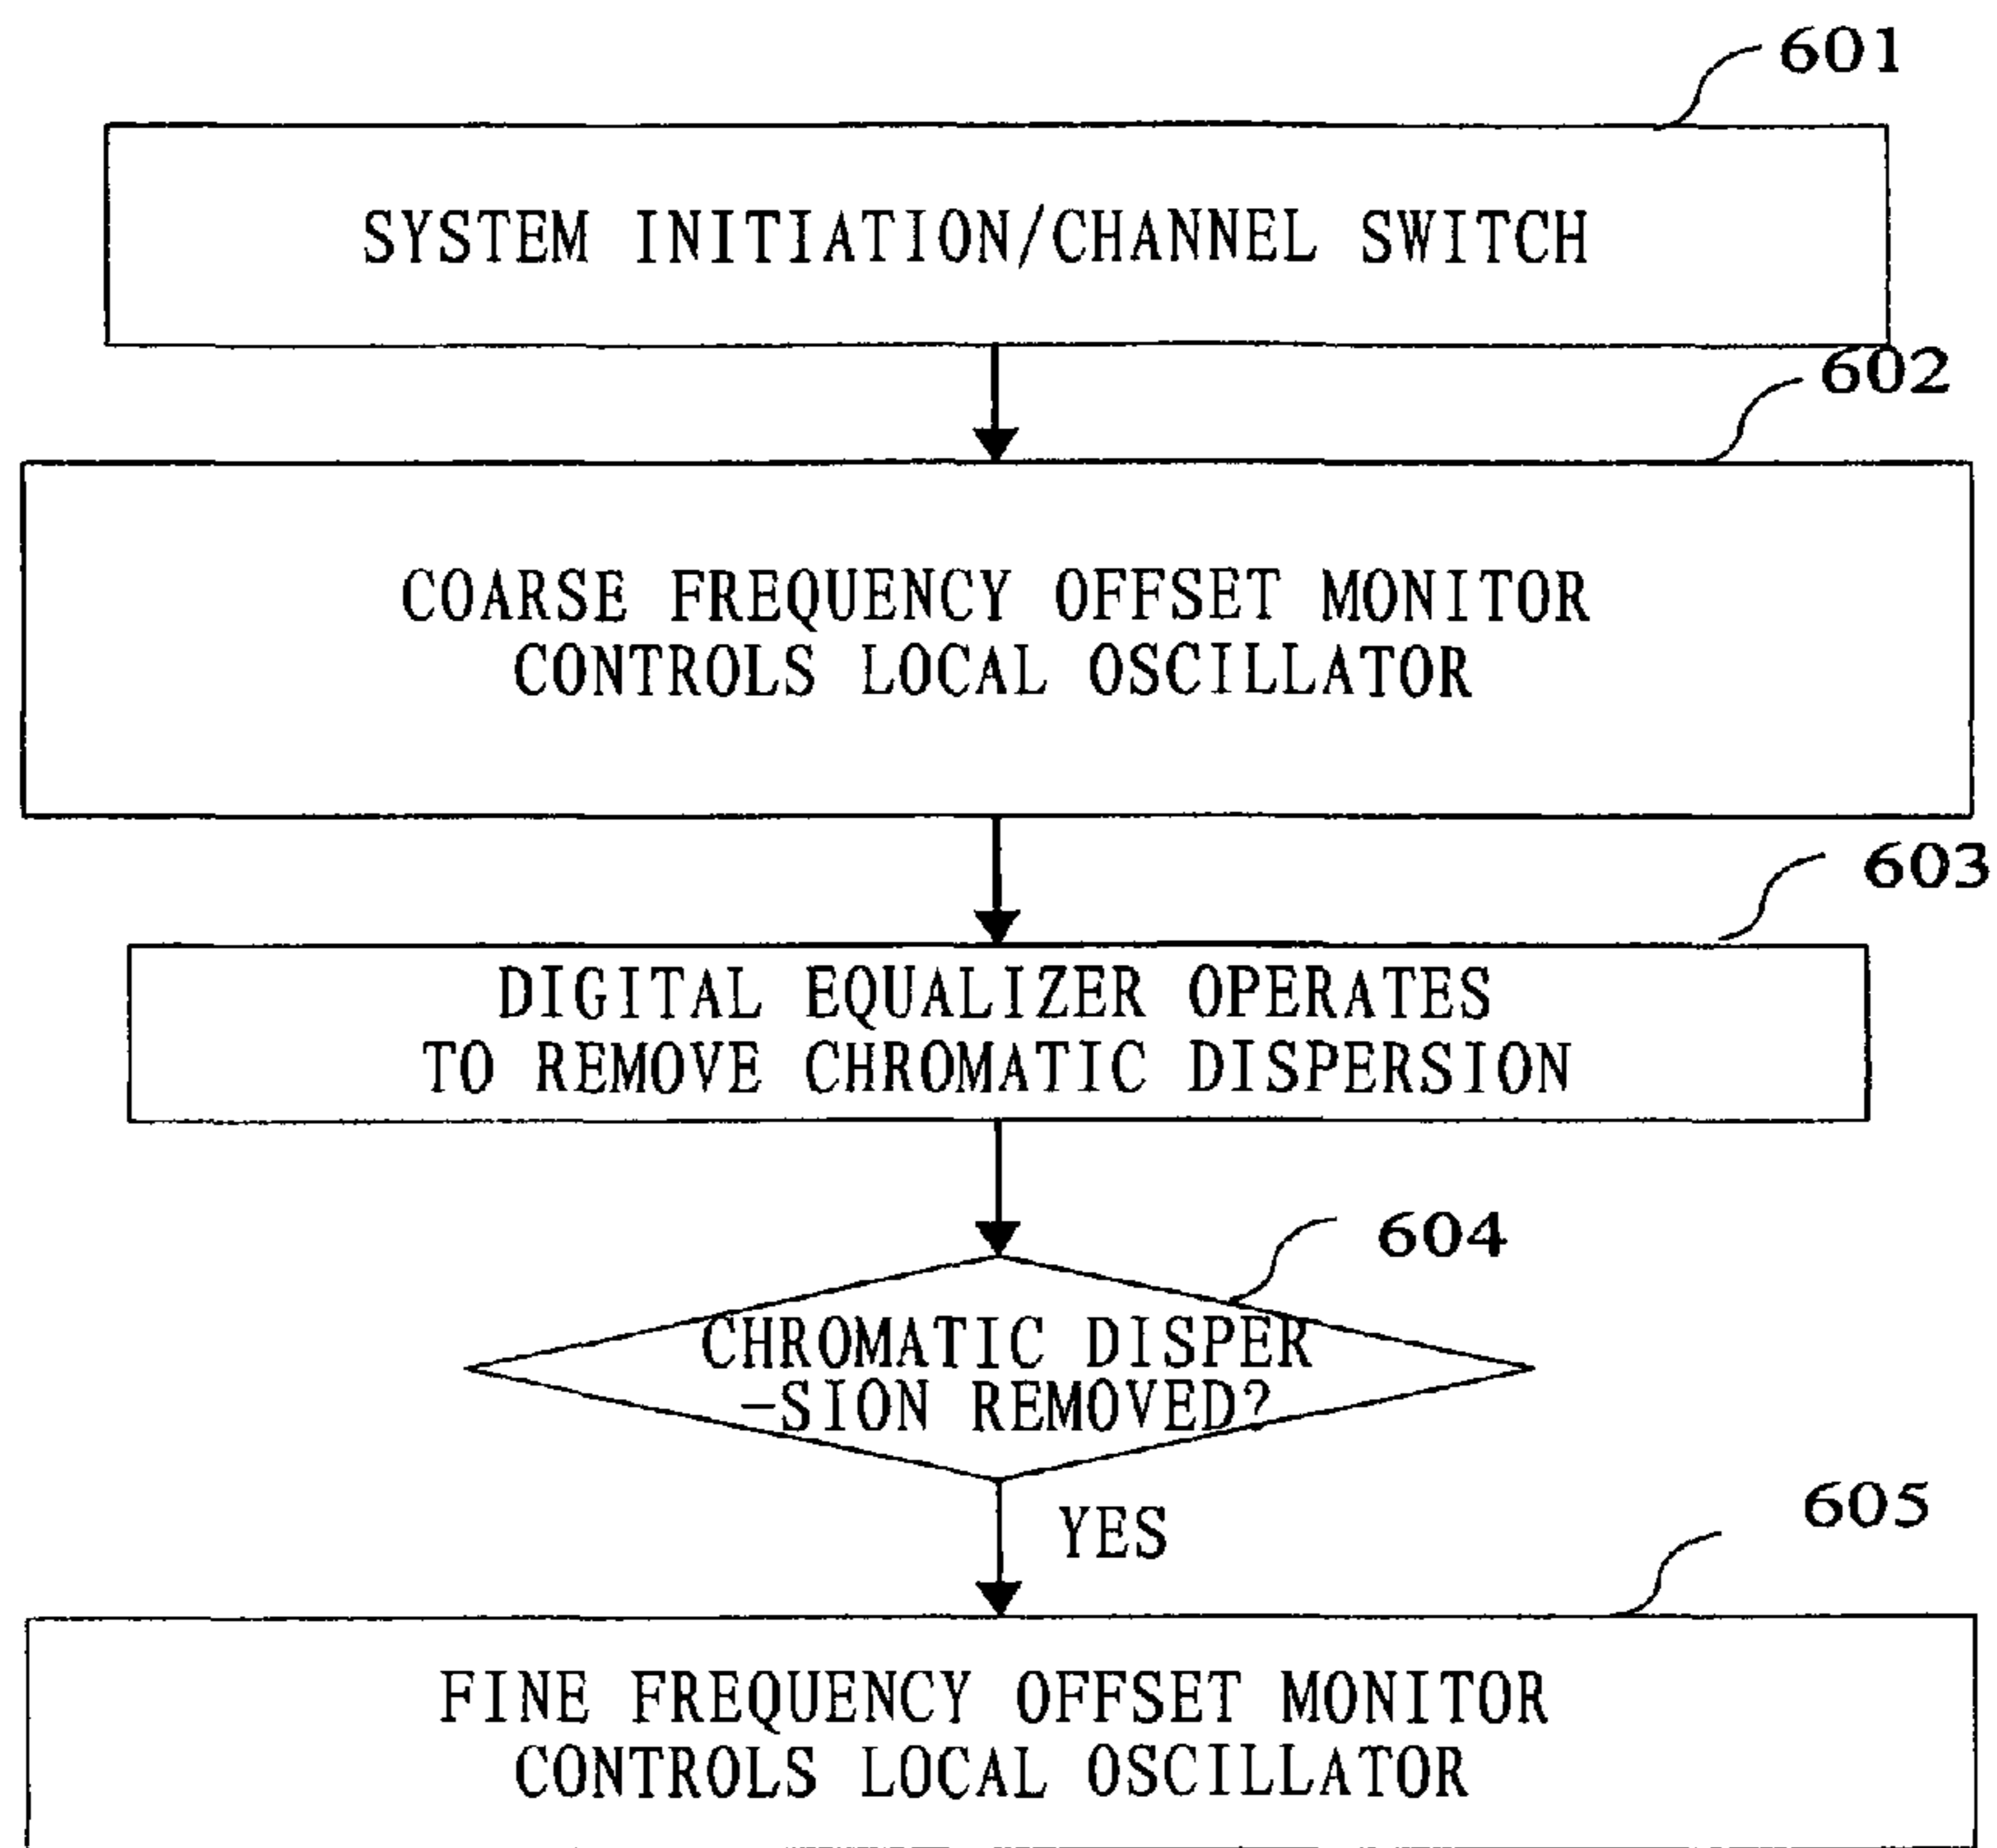 601
SYSTEM INITIATION/CHANNEL SWITCH
602
COARSE FREQUENCY OFFSET MONITOR
CONTROLS LOCAL OSCILLATOR
603
DIGITAL EQUALIZER OPERATES
TO REMOVE CHROMATIC DISPERSION
604
CHROMATIC DISPER
-SION REMOVED?
YES
605
FINE FREQUENCY OFFSET MONITOR
CONTROLS LOCAL OSCILLATOR